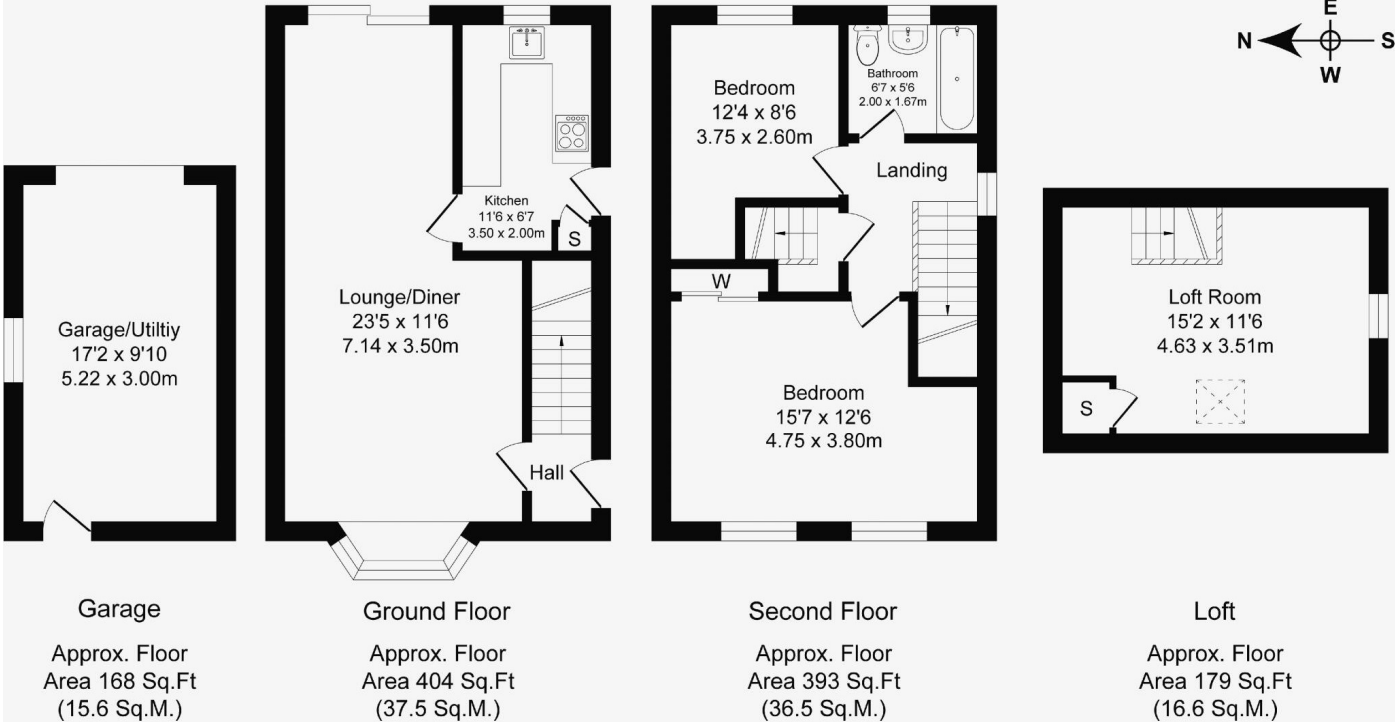 E
N
S
W
Garage/Utiltiy
17'2 x 9'10
5.22 x 3.00m
Lounge/Diner
23'5 x 11'6
7.14 x 3.50m
Kitchen
11'6 x 6'7
3.50 x 2.00m
S
Hall
Bedroom
12'4 x 8'6
3.75 x 2.60m
Bathroom
6'7 x 5'6
2.00 x 1.67m
Landing
W
Bedroom
15'7 x 12'6
4.75 x 3.80m
Loft Room
15'2 x 11'6
4.63 x 3.51m
S
Garage
Approx. Floor
Area 168 Sq.Ft
(15.6 Sq.M.)
Ground Floor
Approx. Floor
Area 404 Sq.Ft
(37.5 Sq.M.)
Second Floor
Approx. Floor
Area 393 Sq.Ft
(36.5 Sq.M.)
Loft
Approx. Floor
Area 179 Sq.Ft
(16.6 Sq.M.)